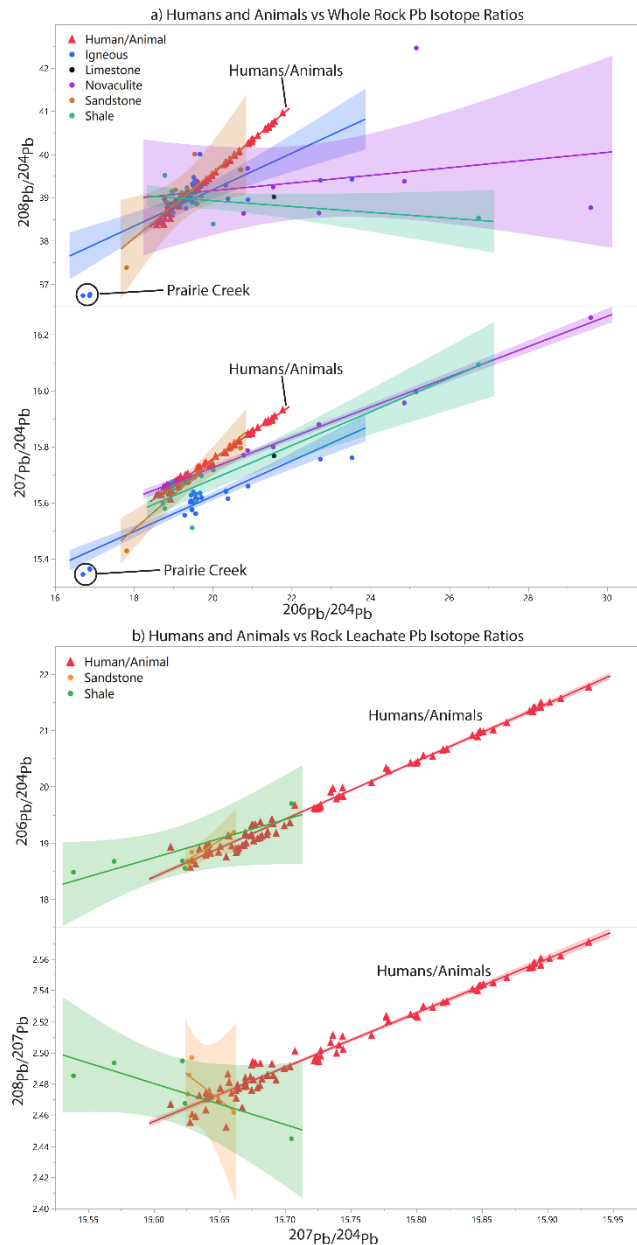 a) Humans and Animals vs Whole Rock Pb Isotope Ratios
Human/Animal
Igneous
Limestone
Novaculite
Sandstone
Shale
Humans/Animals
Prairie Creek
208Pb/204Pb
42
41
40
39
38
37
Humans/Animals
Prairie Creek
207Pb/204Pb
16.2
16.0
15.8
15.6
15.4
16 18 20 22 24 26 28 30
206Pb/204Pb
b) Humans and Animals vs Rock Leachate Pb Isotope Ratios
Human/Animal
Sandstone
Shale
Humans/Animals
206Pb/204Pb
22
21
20
19
18
Humans/Animals
208Pb/207Pb
2.56
2.54
2.52
2.50
2.48
2.46
2.44
2.42
2.40
15.55 15.60 15.65 15.70 15.75 15.80 15.85 15.90 15.95
207Pb/204Pb